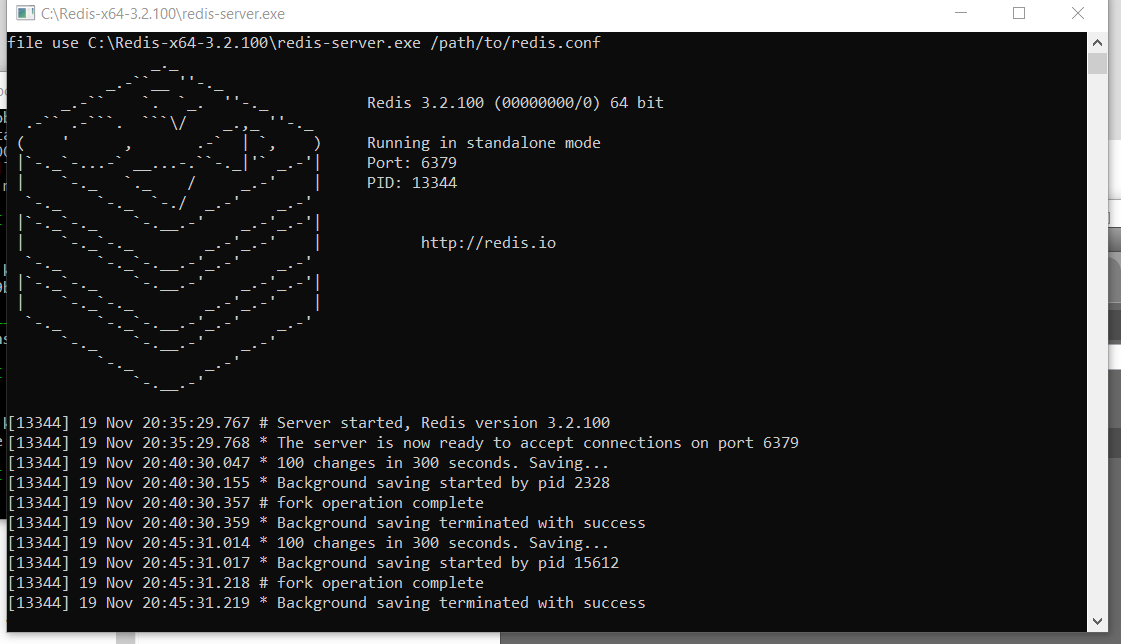 C:\Redis-x64-3.2.100\redis-server.exe
file use C:\Redis-x64-3.2.100\redis-server.exe /path/to/redis.conf
Redis 3.2.100 (00000000/0) 64 bit
Running in standalone mode
Port: 6379
PID: 13344
http://redis.io
[13344] 19 Nov 20:35:29.767 # Server started, Redis version 3.2.100
[13344] 19 Nov 20:35:29.768 * The server is now ready to accept connections on port 6379
[13344] 19 Nov 20:40:30.047 * 100 changes in 300 seconds. Saving...
[13344] 19 Nov 20:40:30.155 * Background saving started by pid 2328
[13344] 19 Nov 20:40:30.357 # fork operation complete
[13344] 19 Nov 20:40:30.359 * Background saving terminated with success
[13344] 19 Nov 20:45:31.014 * 100 changes in 300 seconds. Saving...
[13344] 19 Nov 20:45:31.017 * Background saving started by pid 15612
[13344] 19 Nov 20:45:31.218 # fork operation complete
[13344] 19 Nov 20:45:31.219 * Background saving terminated with success